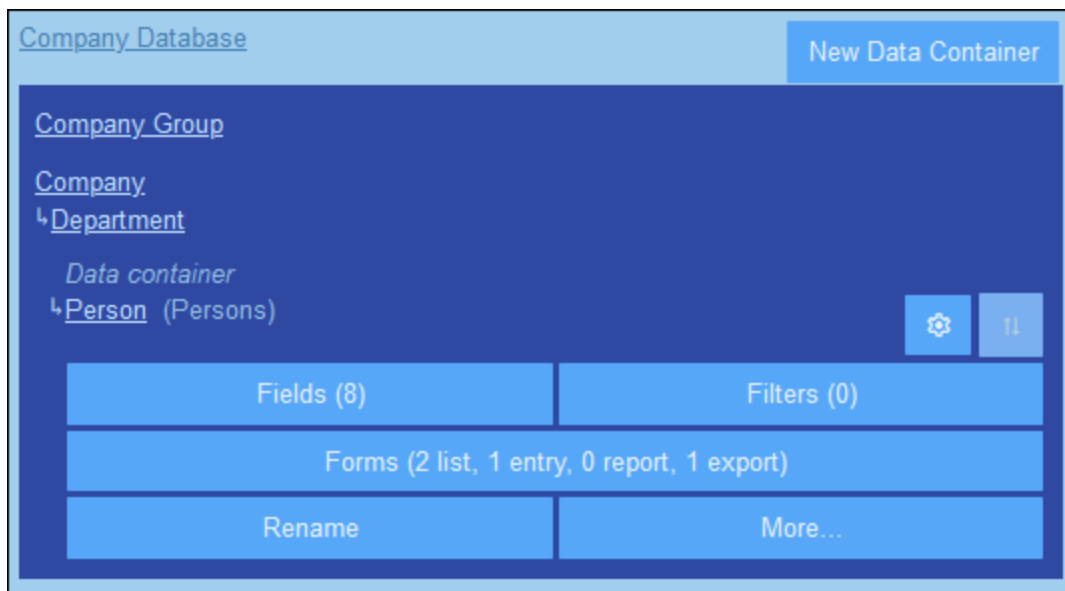 Company Database
New Data Container
Company Group
Company
↳Department
Data container
↳Person (Persons)
Fields (8)
Filters (0)
Forms (2 list, 1 entry, 0 report, 1 export)
Rename
More...